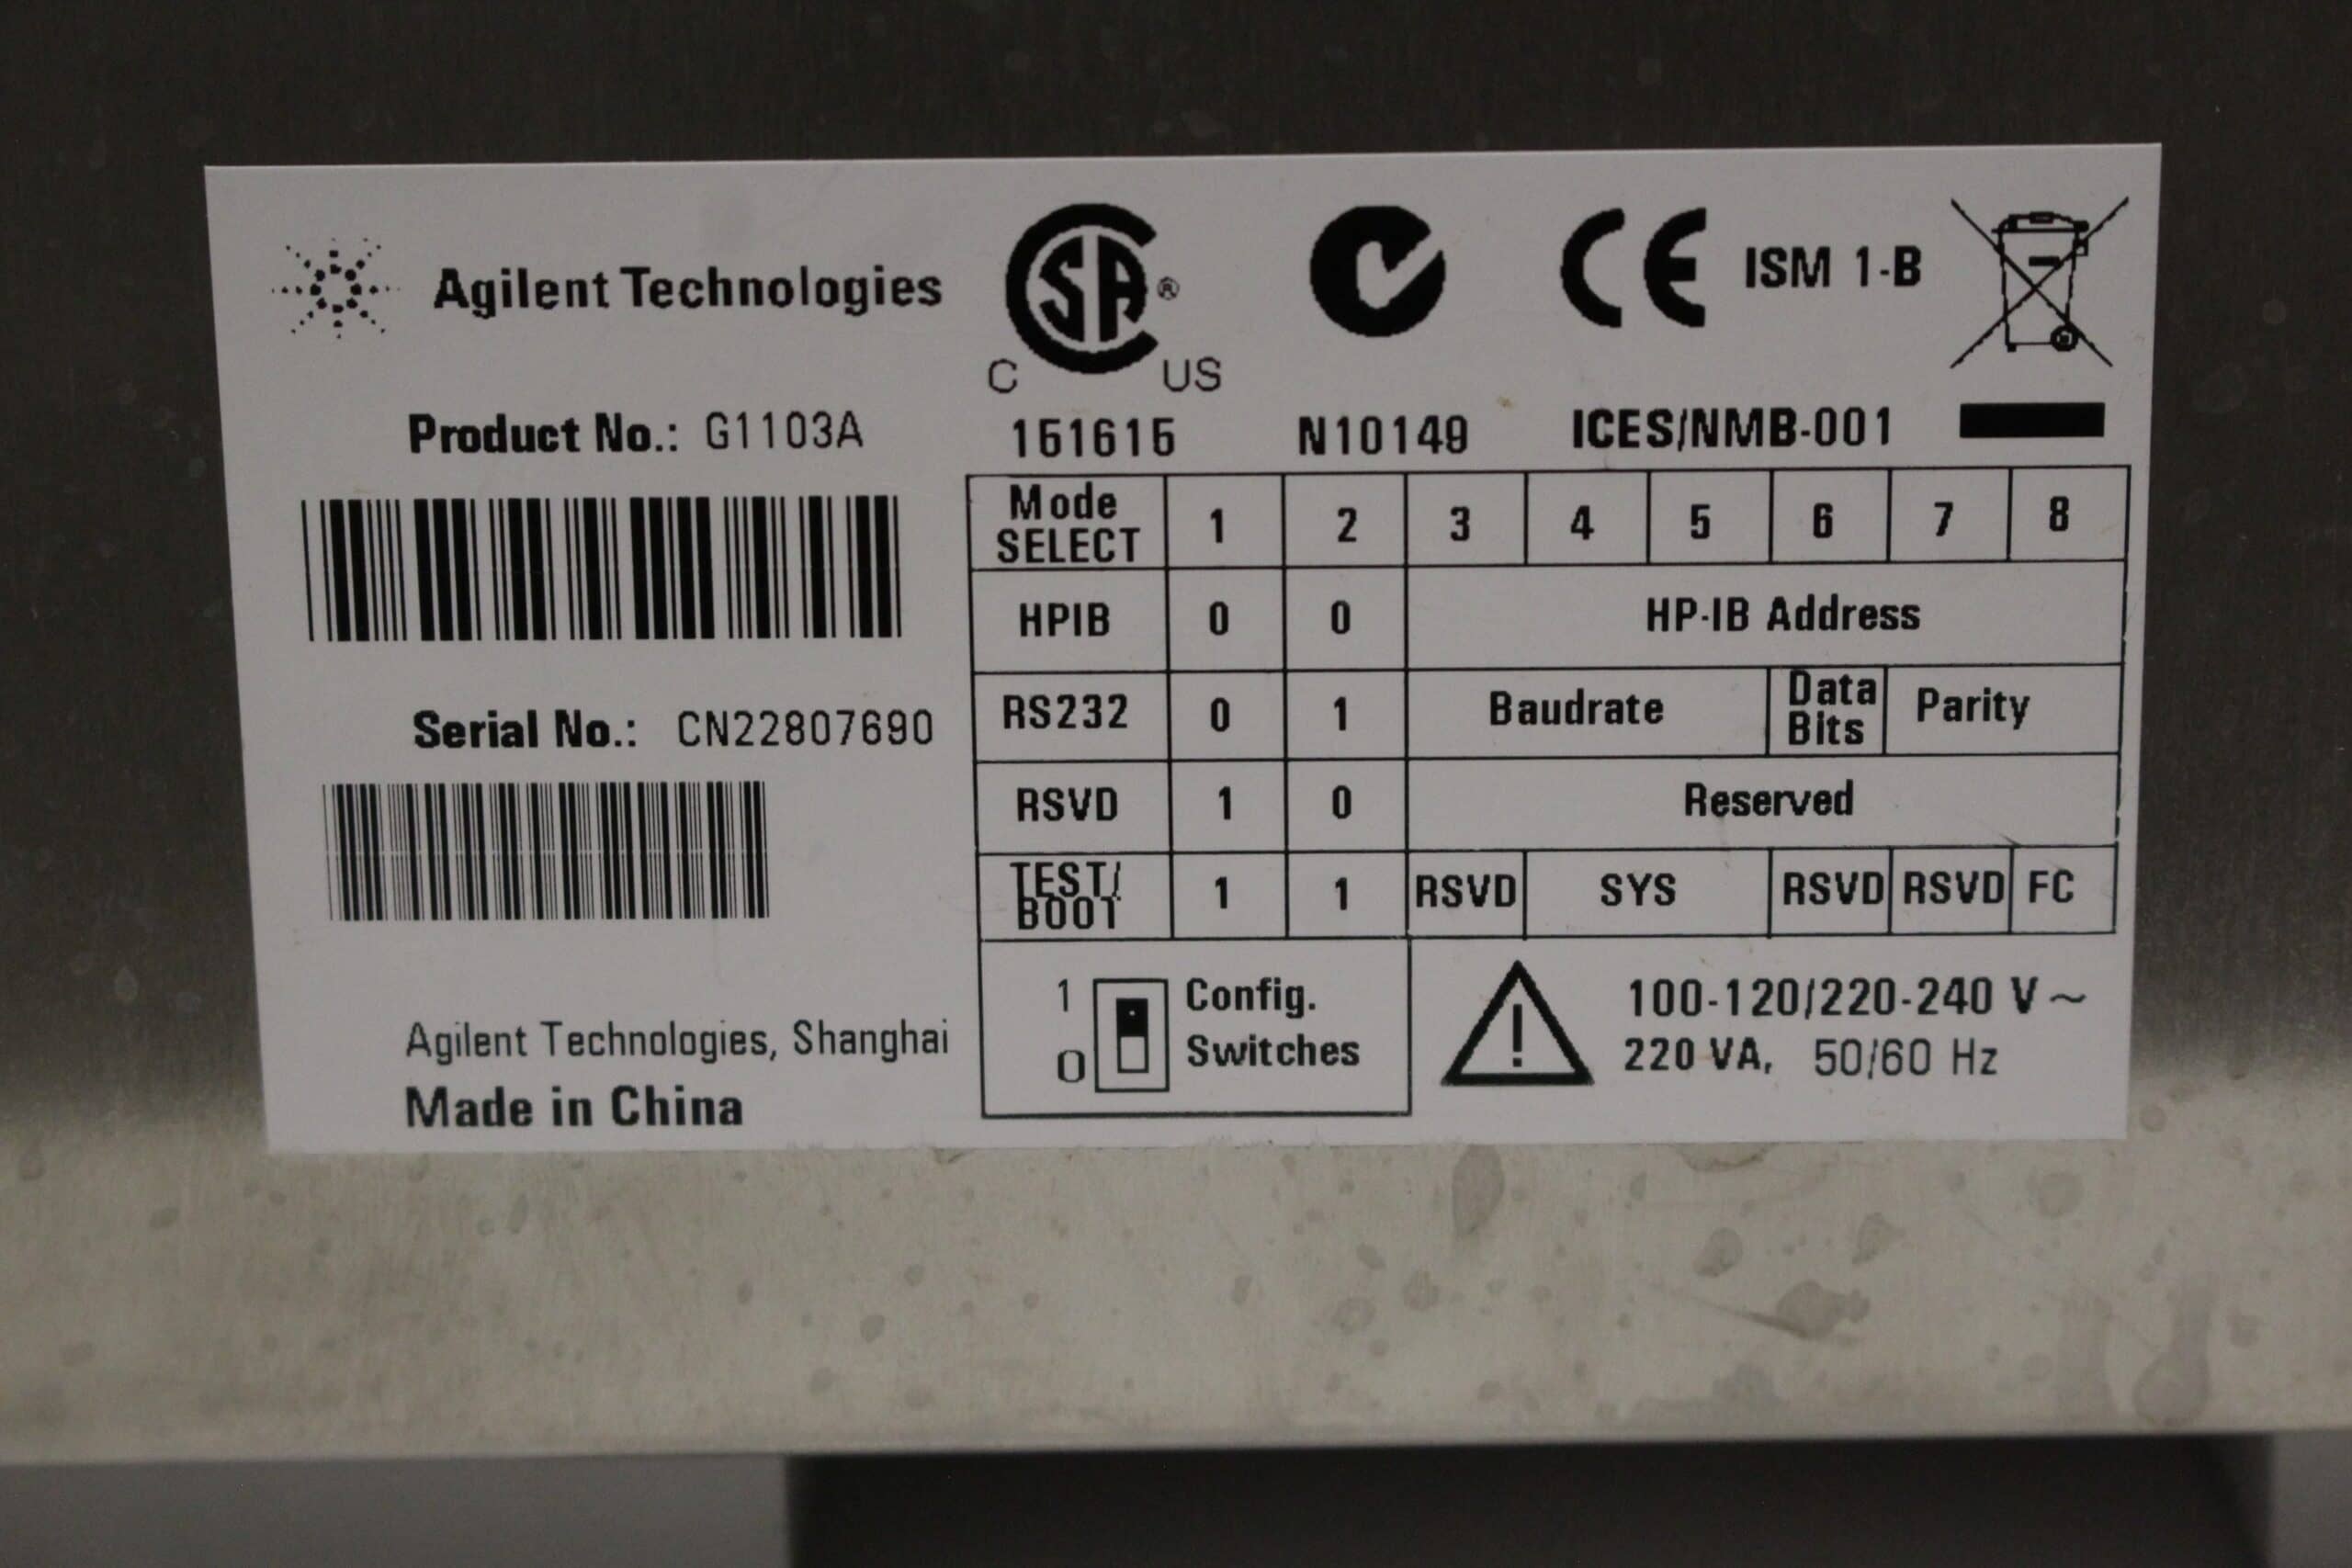 Agilent Technologies
Product No.: G1103A
Serial No.: CN22807690
Agilent Technologies, Shanghai
Made in China
CSA ®
C US
151615
N10149
CE ISM 1-B
ICES/NMB-001
Mode SELECT 1 2 3 4 5 6 7 8
HPIB 0 0 HP-IB Address
RS232 0 1 Baudrate Data Bits Parity
RSVD 1 0 Reserved
TEST/ BOOT 1 1 RSVD SYS RSVD RSVD FC
1 Config.
0 Switches
! 100-120/220-240 V~
220 VA, 50/60 Hz